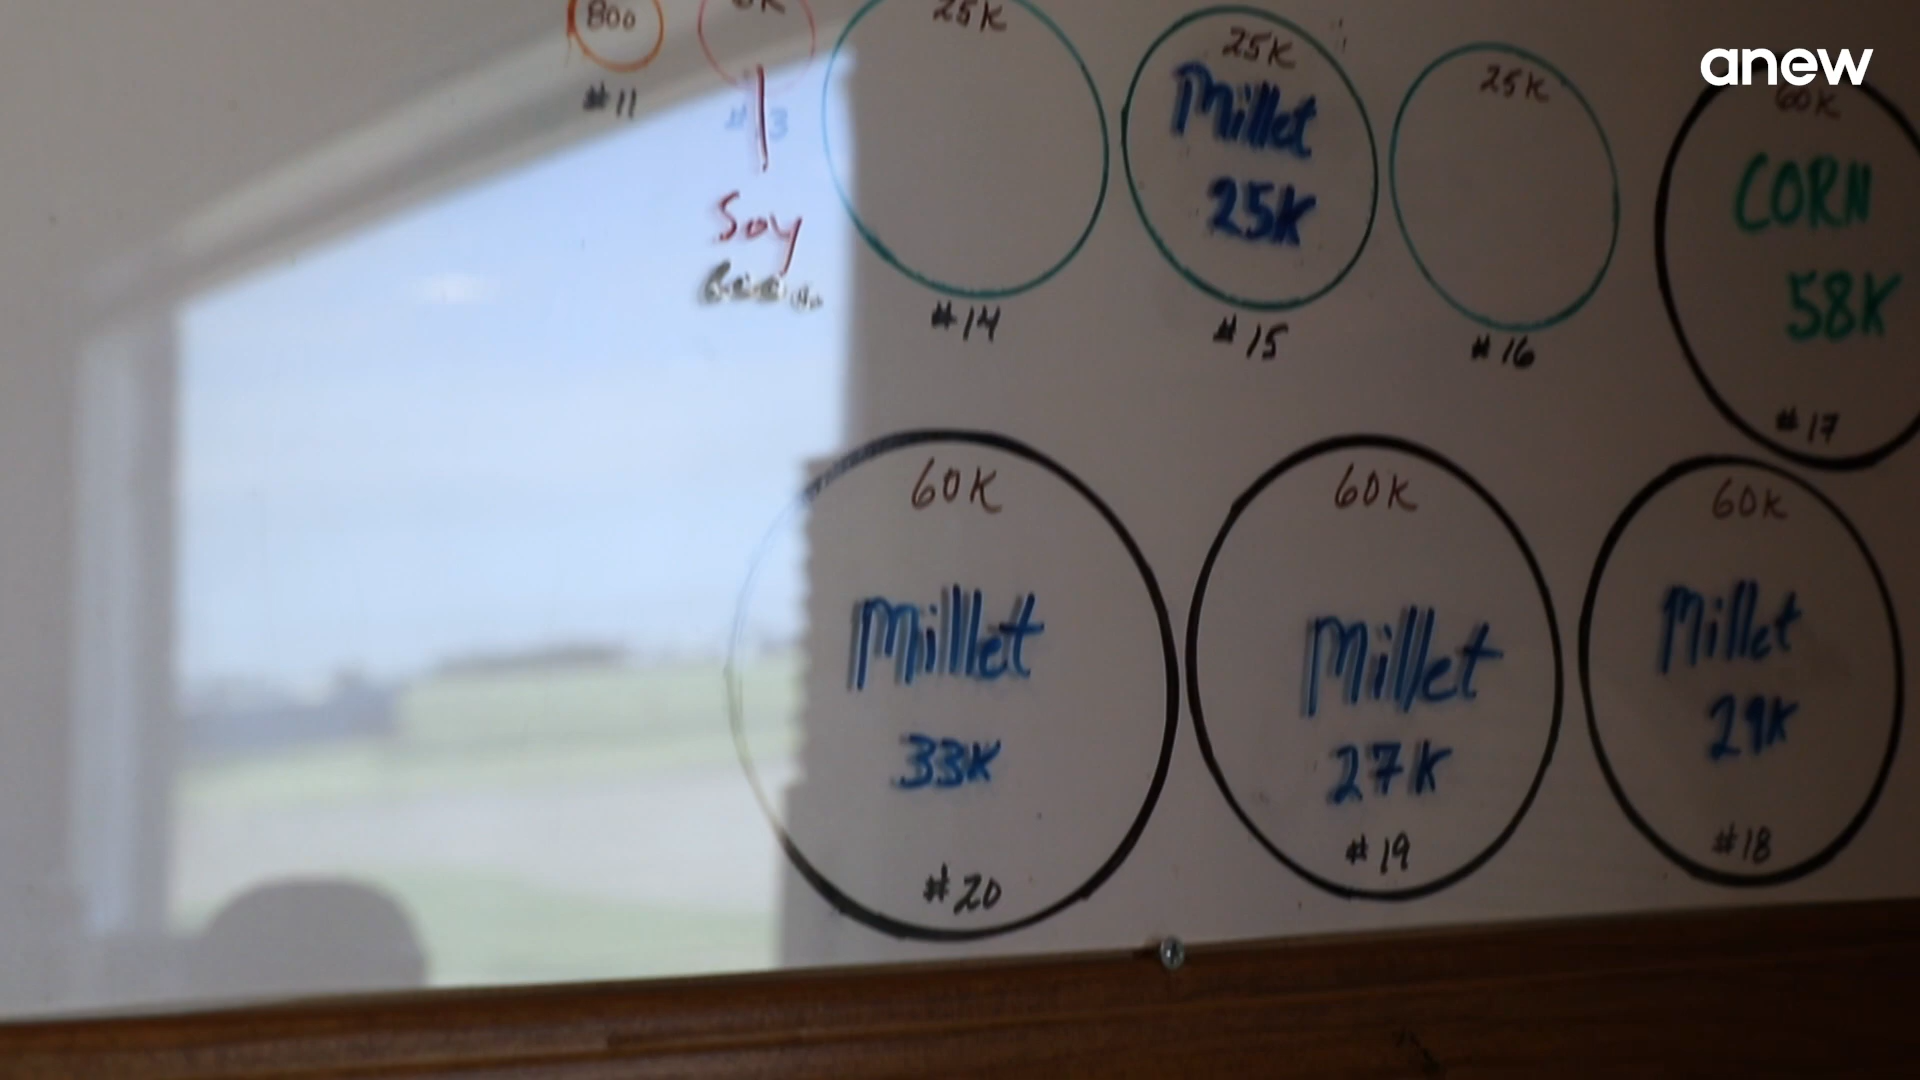 anew
800
#11
Soy
25K
#14
25K
Millet
25K
#15
25K
#16
60K
CORN
58K
#17
60K
Millet
33K
#20
60K
Millet
27K
#19
60K
Millet
29K
#18